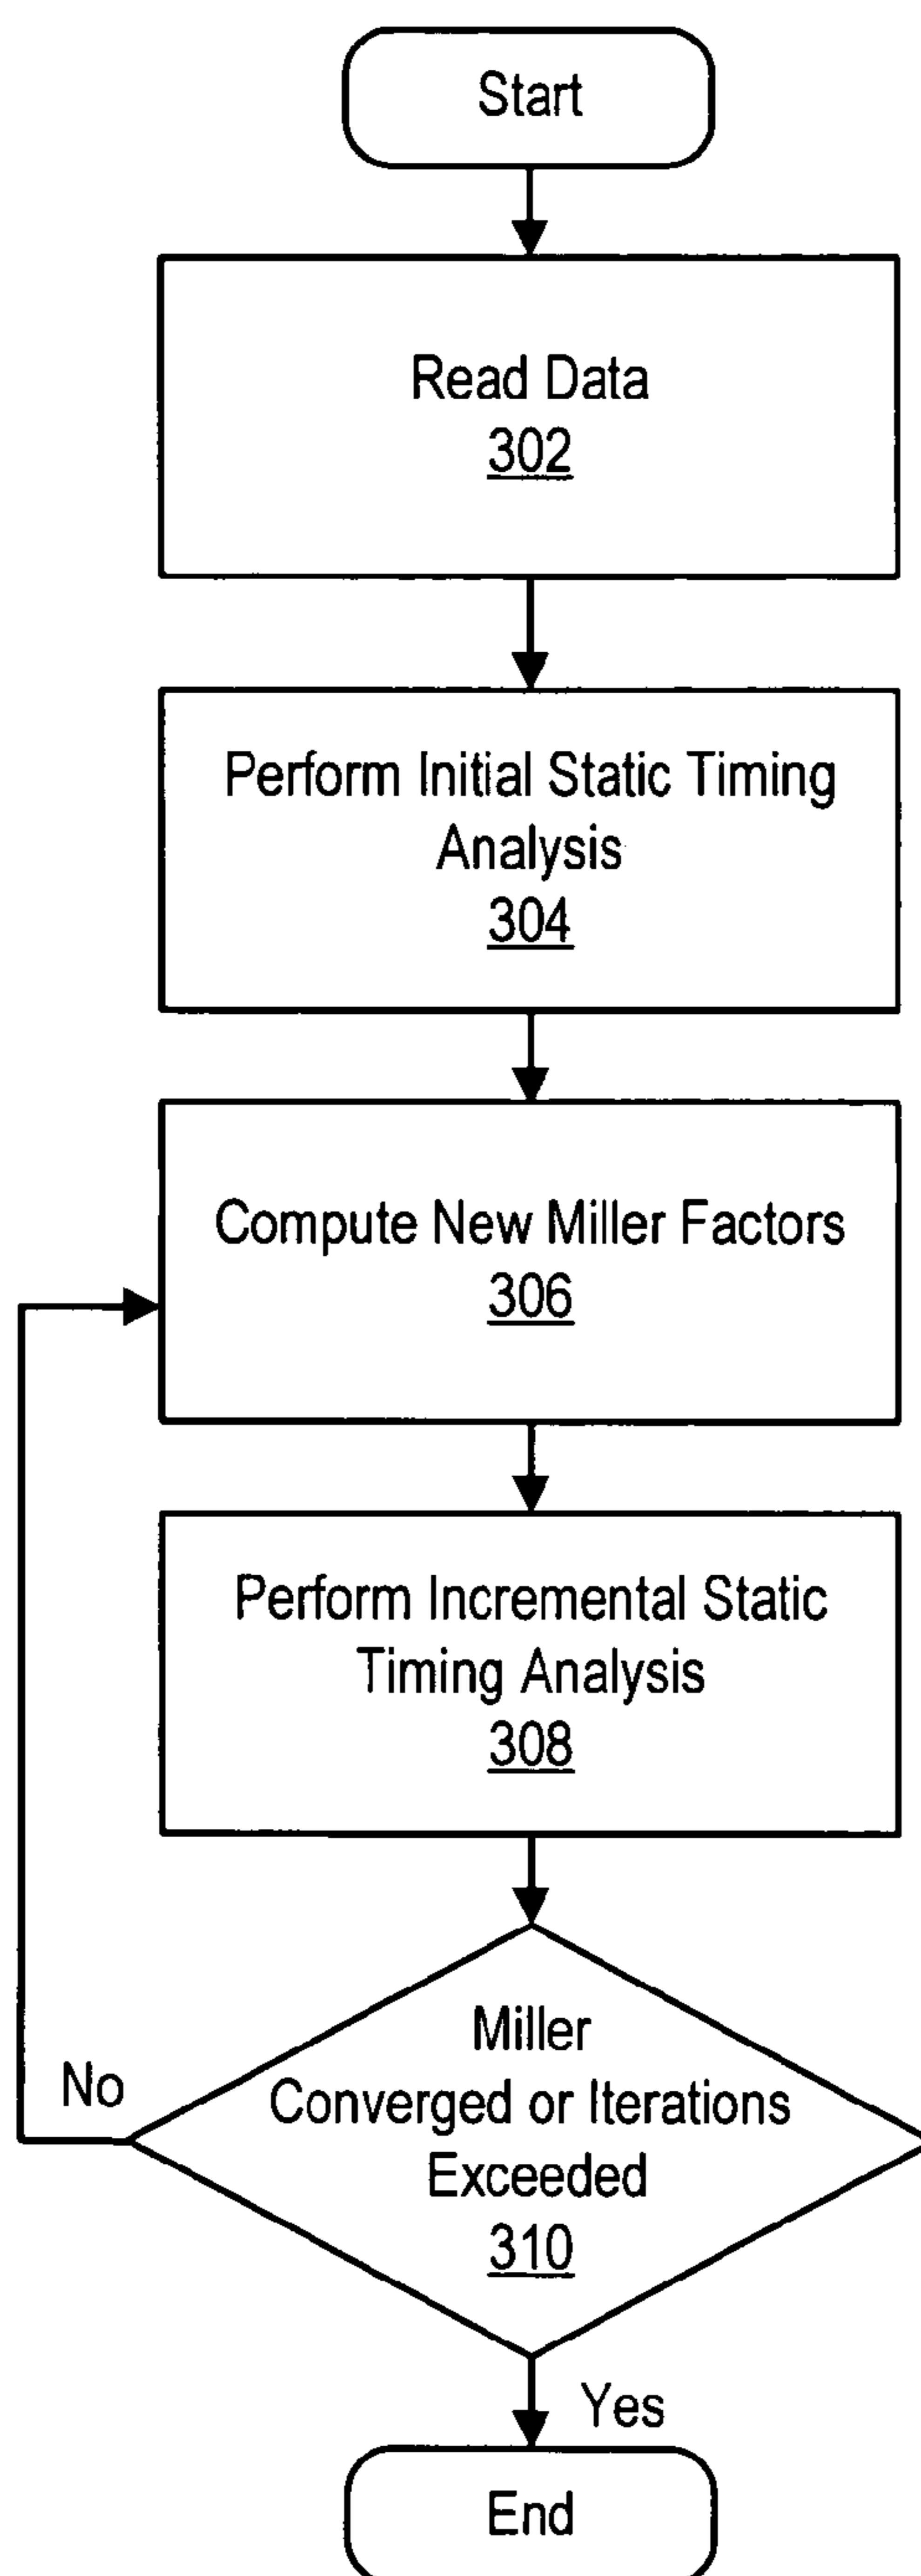 Start
Read Data
302
Perform Initial Static Timing
Analysis
304
Compute New Miller Factors
306
Perform Incremental Static
Timing Analysis
308
Miller
Converged or Iterations
Exceeded
310
No
Yes
End